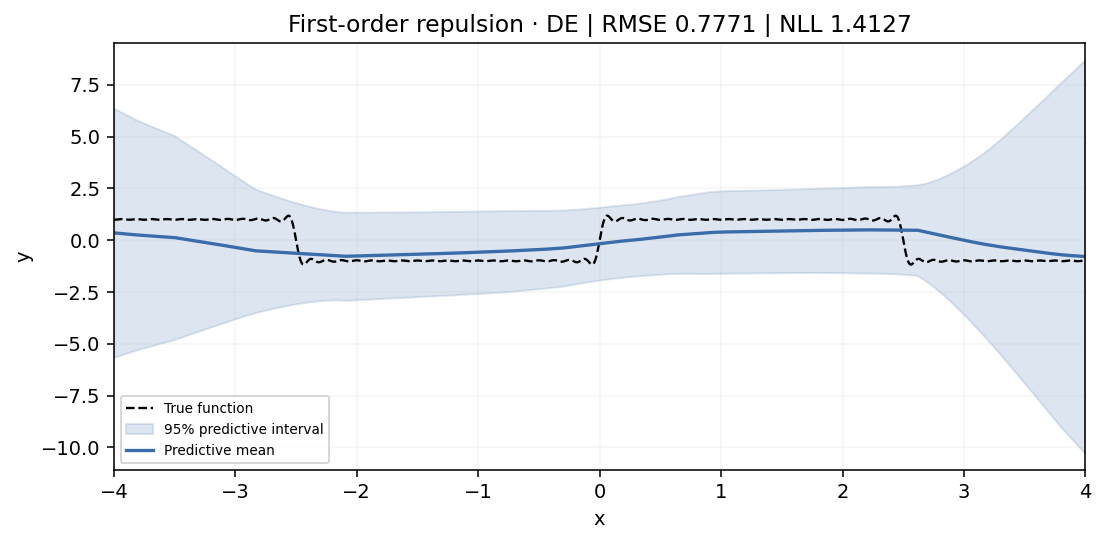 First-order repulsion · DE | RMSE 0.7771 | NLL 1.4127
7.5
5.0
2.5
0.0
−2.5
−5.0
−7.5
−10.0
y
True function
95% predictive interval
Predictive mean
−4
−3
−2
−1
0
1
2
3
4
x